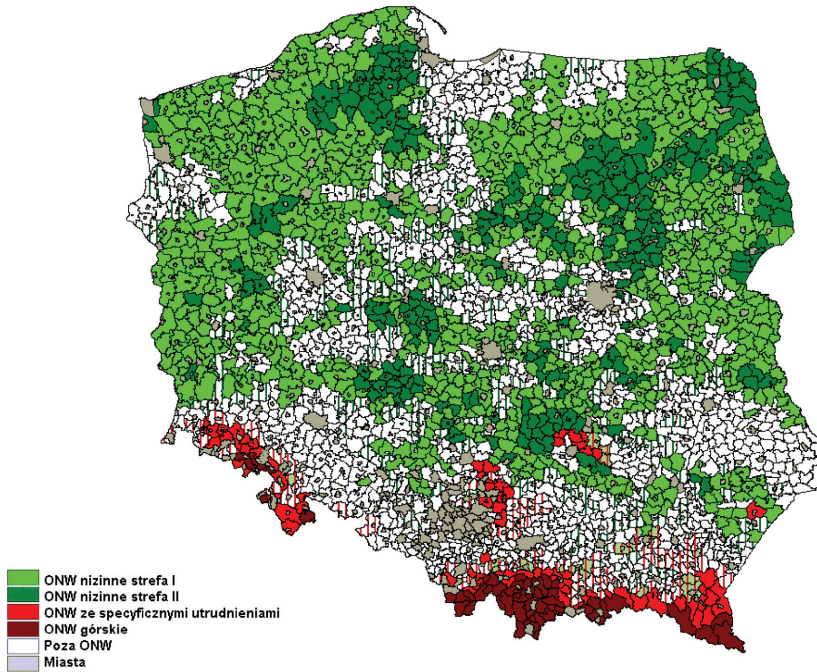 ONW nizinne strefa I
ONW nizinne strefa II
ONW ze specyficznymi utrudnieniami
ONW górskie
Poza ONW
Miasta